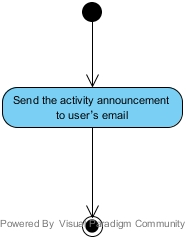 Send the activity announcement
to user's email
Powered By Visual Paradigm Community